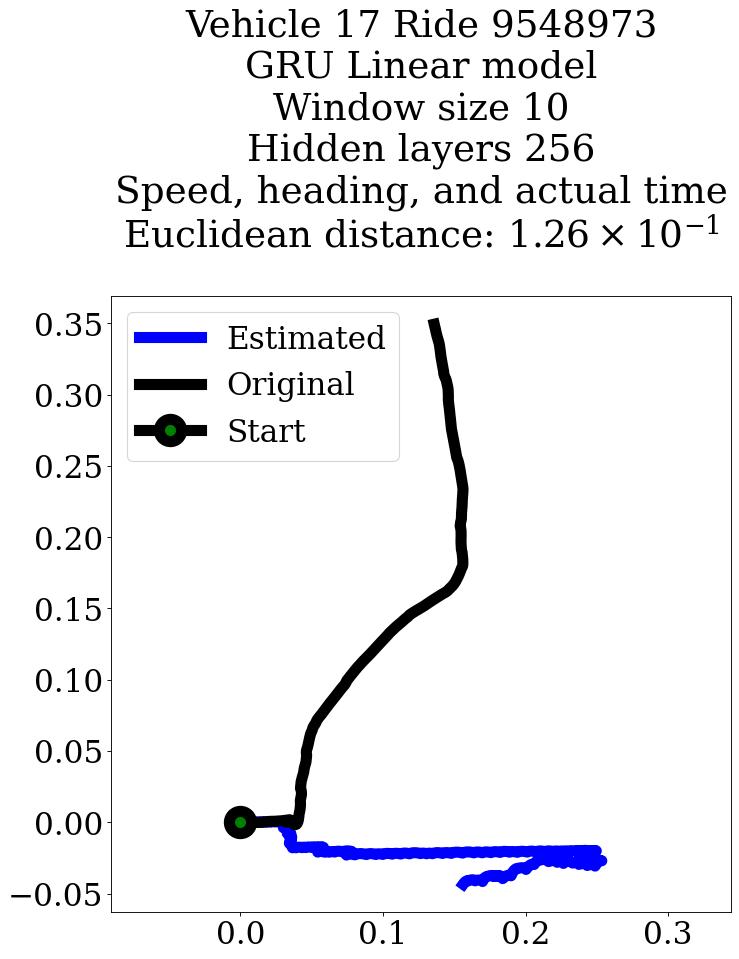 Vehicle 17 Ride 9548973
GRU Linear model
Window size 10
Hidden layers 256
Speed, heading, and actual time
Euclidean distance: 1.26 × 10⁻¹
Estimated
Original
Start
0.35
0.30
0.25
0.20
0.15
0.10
0.05
0.00
−0.05
0.0 0.1 0.2 0.3